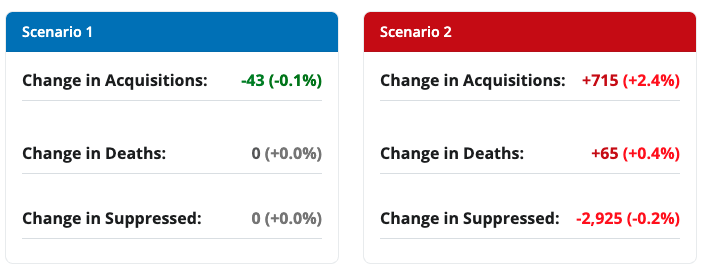 Scenario 1
Change in Acquisitions: -43 (-0.1%)
Change in Deaths: 0 (+0.0%)
Change in Suppressed: 0 (+0.0%)
Scenario 2
Change in Acquisitions: +715 (+2.4%)
Change in Deaths: +65 (+0.4%)
Change in Suppressed: -2,925 (-0.2%)